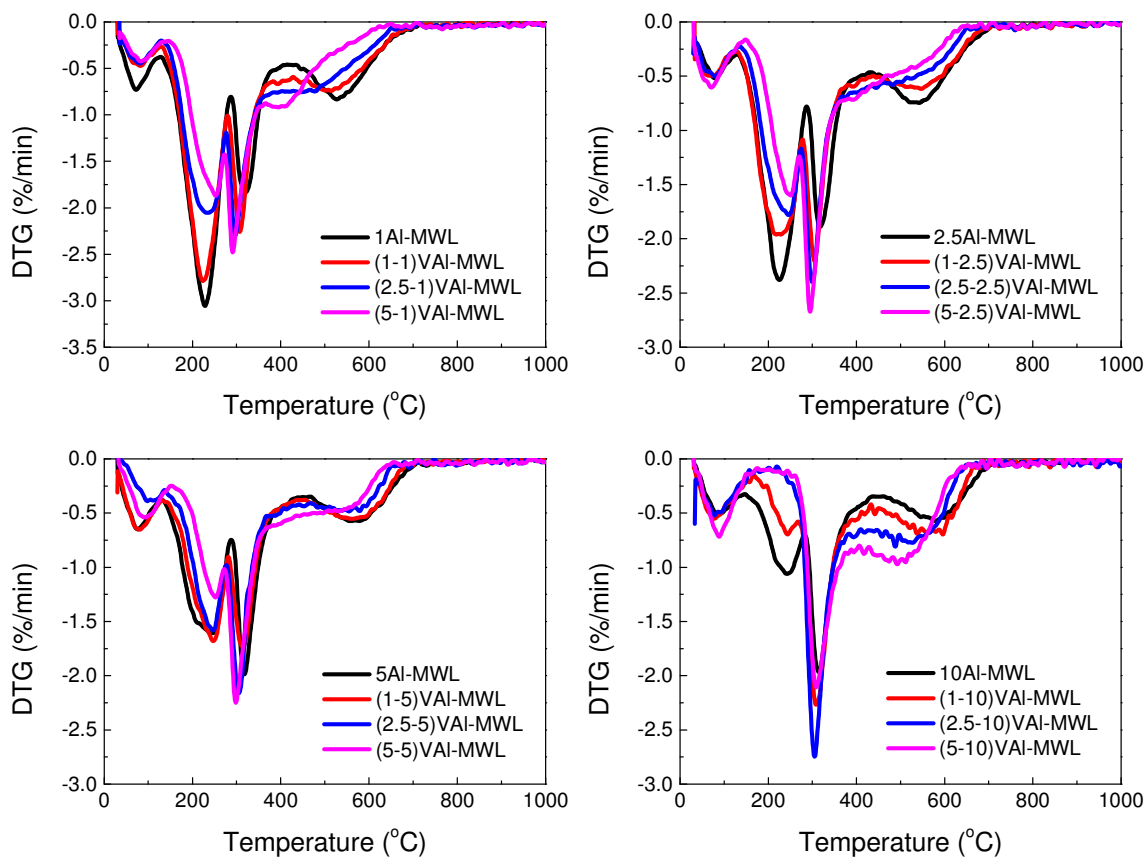 0.0
-0.5
-1.0
-1.5
-2.0
-2.5
-3.0
-3.5
DTG (%/min)
1Al-MWL
(1-1)VAl-MWL
(2.5-1)VAl-MWL
(5-1)VAl-MWL
0 200 400 600 800 1000
Temperature (°C)
0.0
-0.5
-1.0
-1.5
-2.0
-2.5
-3.0
DTG (%/min)
2.5Al-MWL
(1-2.5)VAl-MWL
(2.5-2.5)VAl-MWL
(5-2.5)VAl-MWL
0 200 400 600 800 1000
Temperature (°C)
0.0
-0.5
-1.0
-1.5
-2.0
-2.5
-3.0
DTG (%/min)
5Al-MWL
(1-5)VAl-MWL
(2.5-5)VAl-MWL
(5-5)VAl-MWL
0 200 400 600 800 1000
Temperature (°C)
0.0
-0.5
-1.0
-1.5
-2.0
-2.5
-3.0
DTG (%/min)
10Al-MWL
(1-10)VAl-MWL
(2.5-10)VAl-MWL
(5-10)VAl-MWL
0 200 400 600 800 1000
Temperature (°C)